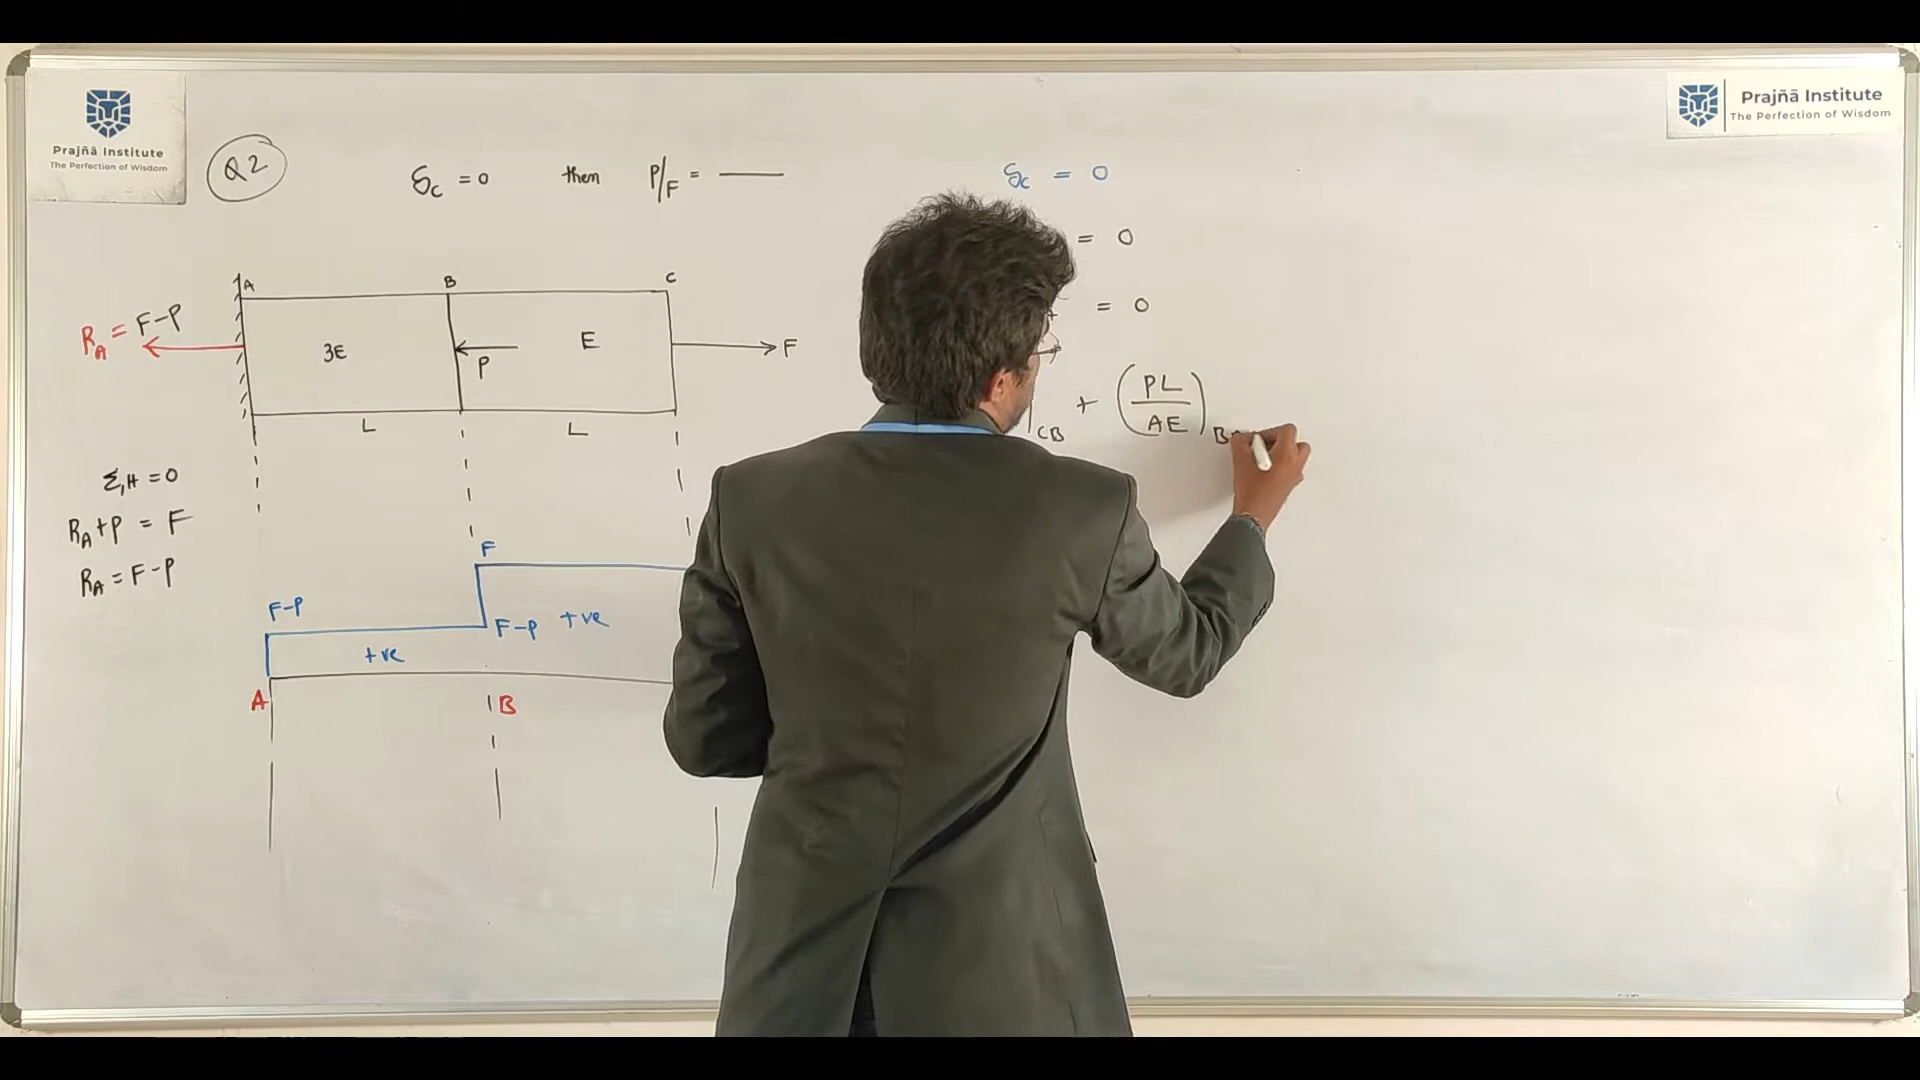 Prajñā Institute
The Perfection of Wisdom
Prajñā Institute
The Perfection of Wisdom
Q2
δc = 0 then P/F = ___
δc = 0
= 0
= 0
CB + (PL/AE)B
A B C
RA = F-P
3E
P
E
F
L
L
Σ,H = 0
RA+P = F
RA = F-P
F
F-P
F-P +ve
+ve
A
B